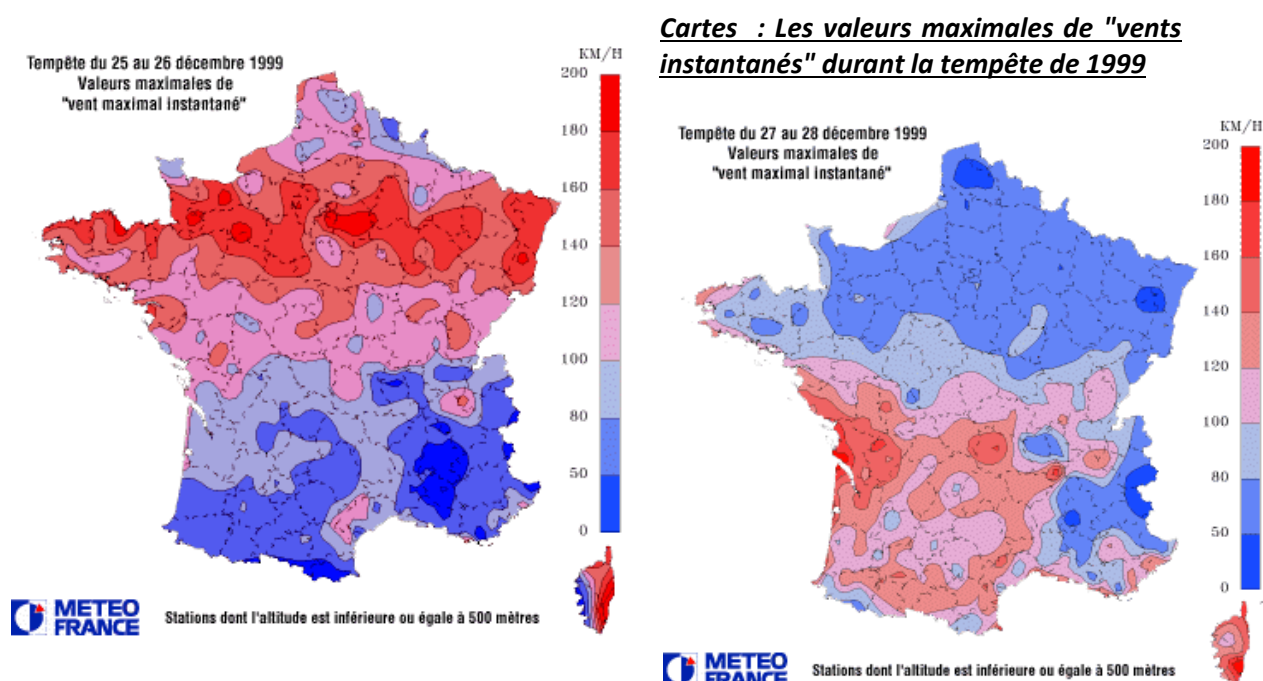 Cartes : Les valeurs maximales de "vents
instantanés" durant la tempête de 1999
Tempête du 25 au 26 décembre 1999
Valeurs maximales de
"vent maximal instantané"
KM/H
200
180
160
140
120
100
80
50
0
METEO
FRANCE
Stations dont l'altitude est inférieure ou égale à 500 mètres
Tempête du 27 au 28 décembre 1999
Valeurs maximales de
"vent maximal instantané"
KM/H
200
180
160
140
120
100
80
50
0
METEO
FRANCE
Stations dont l'altitude est inférieure ou égale à 500 mètres